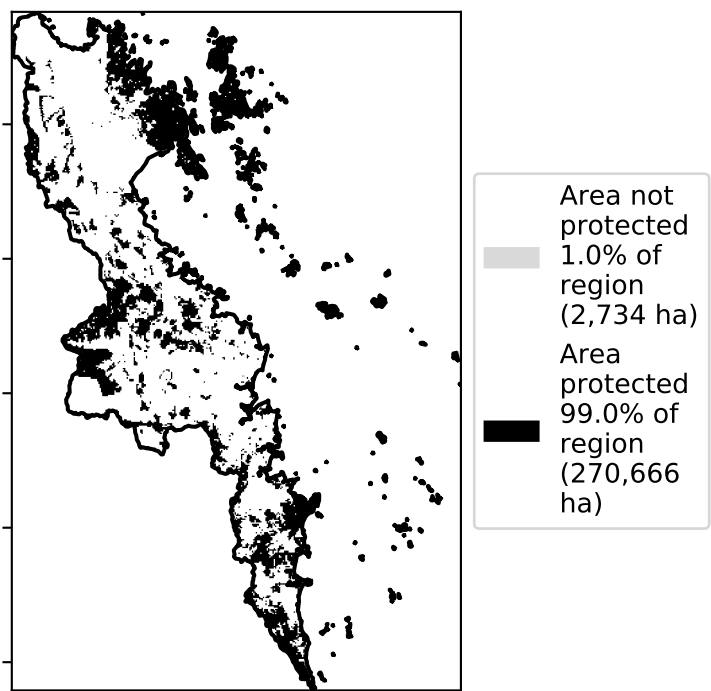 Area not
protected
1.0% of
region
(2,734 ha)
Area
protected
99.0% of
region
(270,666
ha)